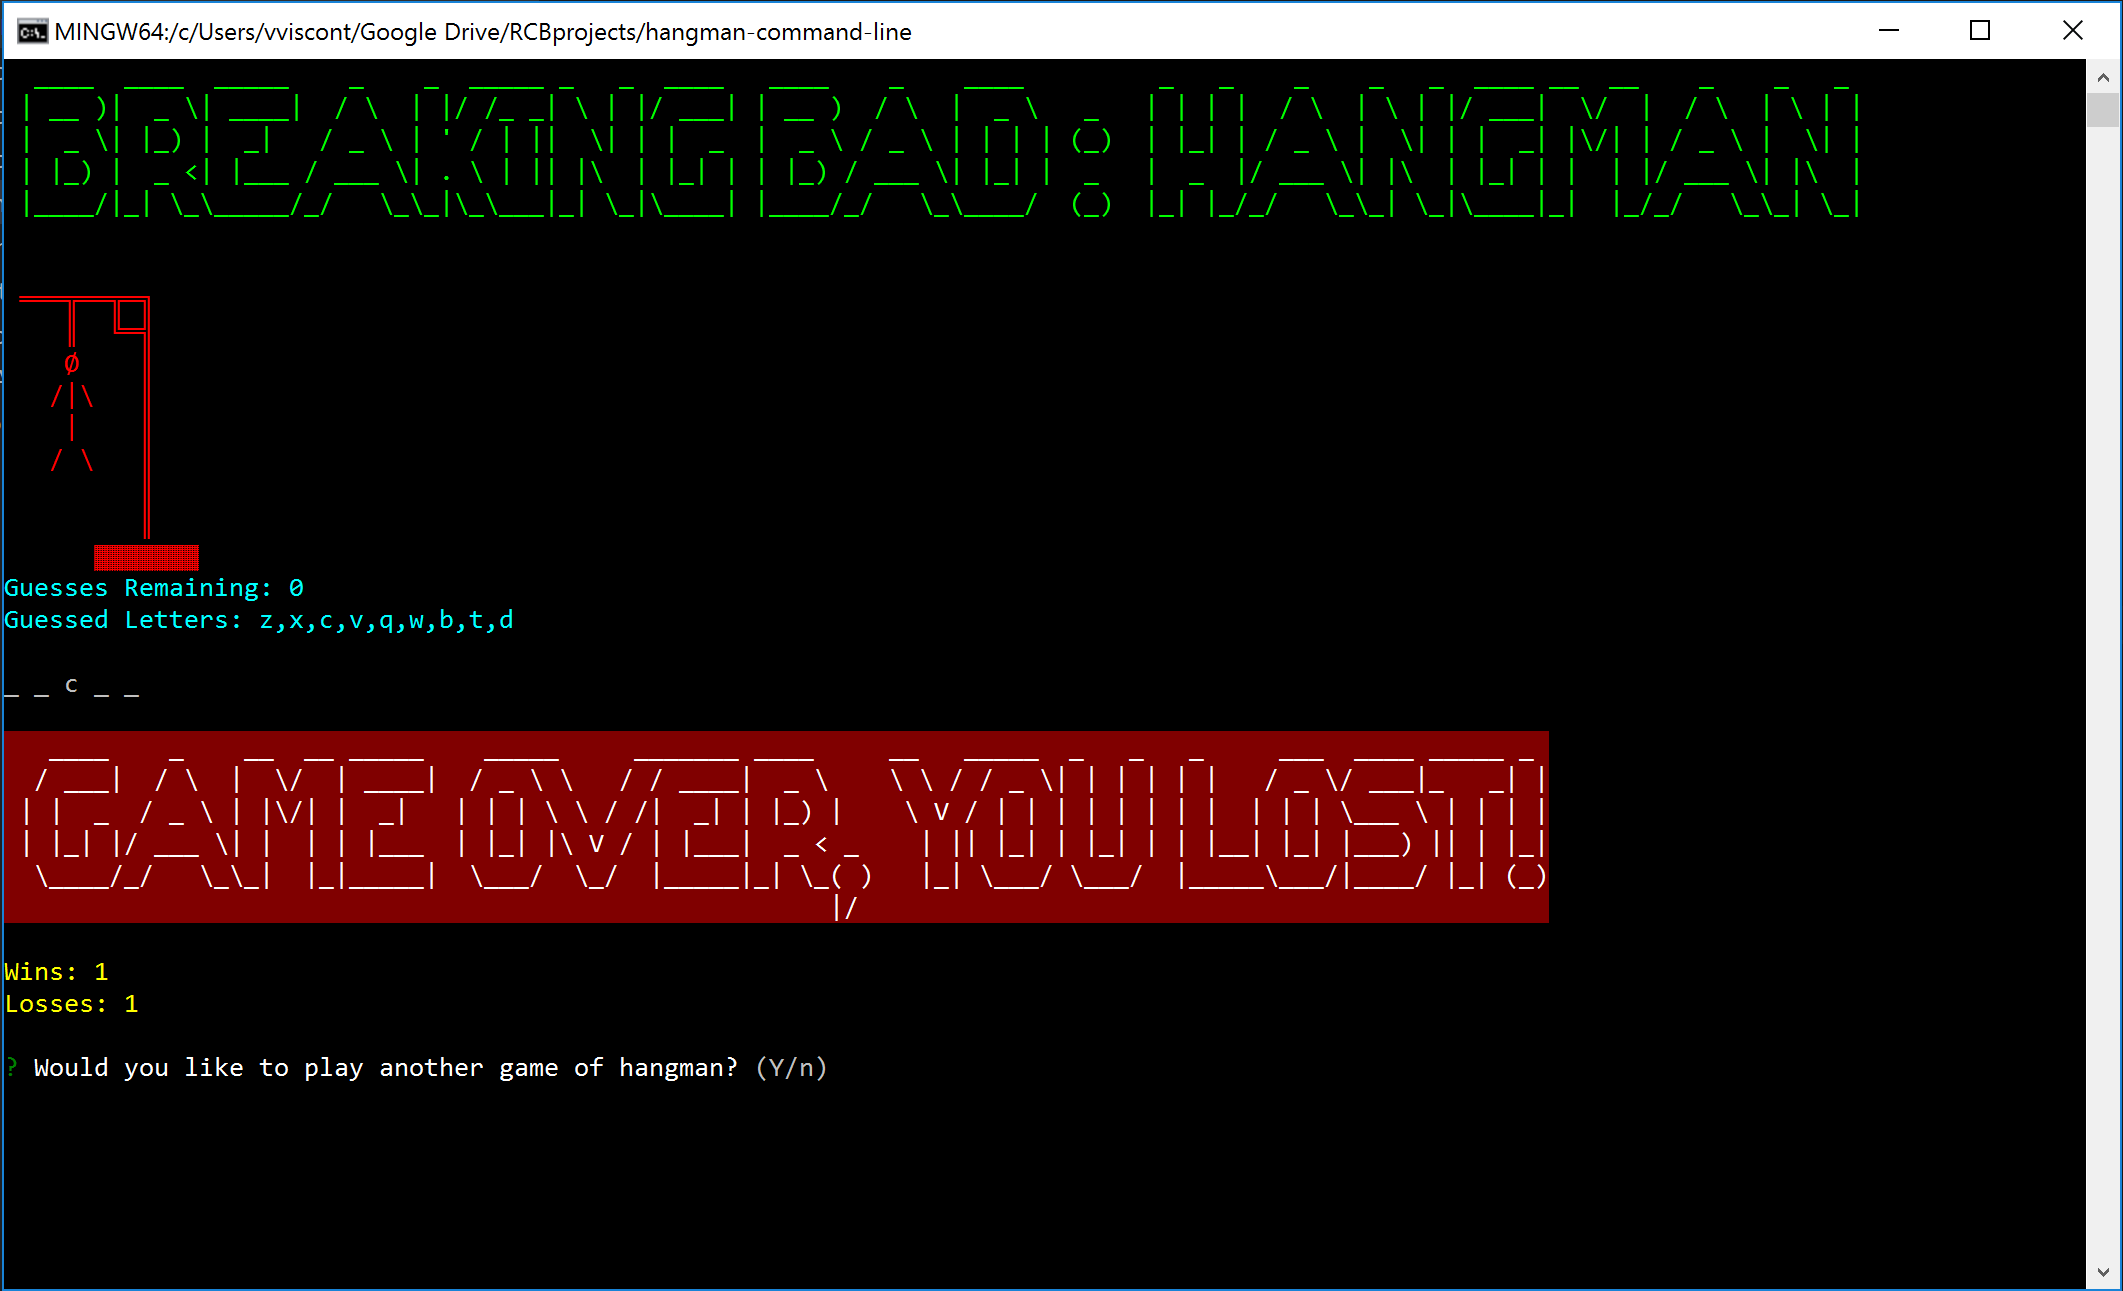 MINGW64:/c/Users/vviscont/Google Drive/RCBprojects/hangman-command-line
BREAKING BAD: HANGMAN
Guesses Remaining: 0
Guessed Letters: z,x,c,v,q,w,b,t,d
_ _ c _ _
GAME OVER, YOU LOST!
Wins: 1
Losses: 1
? Would you like to play another game of hangman? (Y/n)